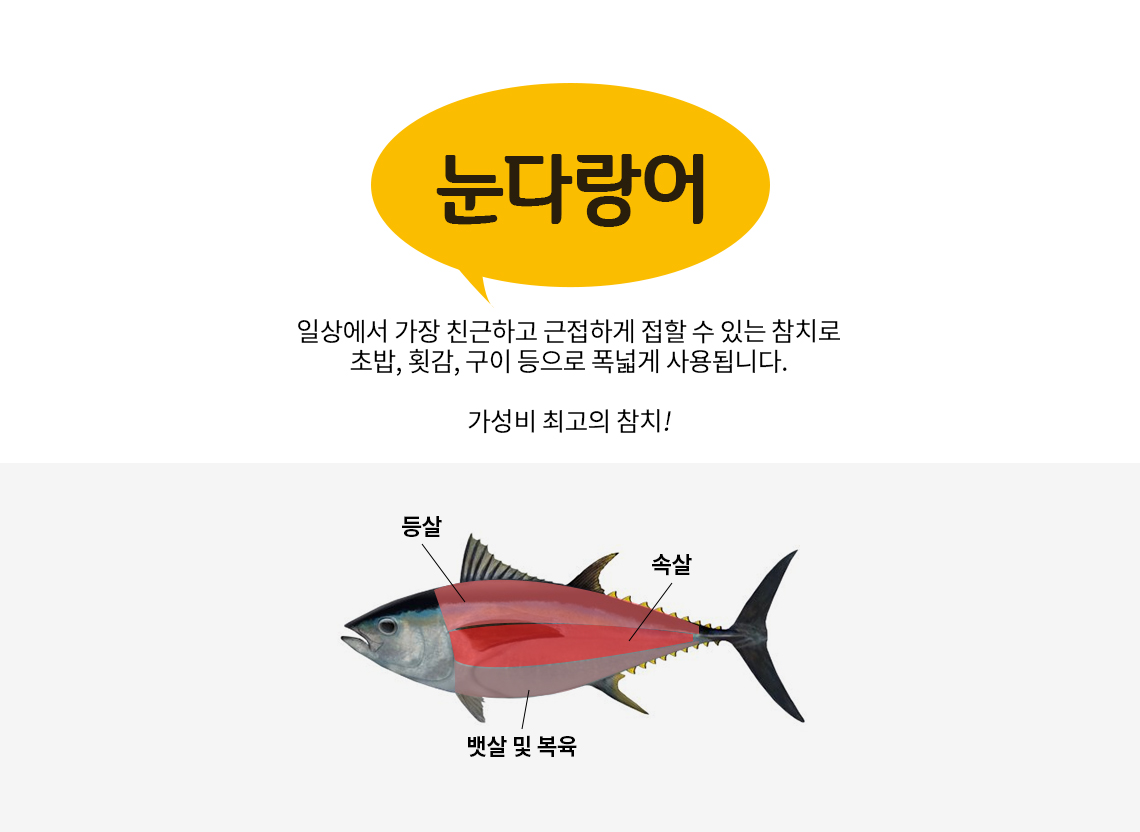 눈다랑어
일상에서 가장 친근하고 근접하게 접할 수 있는 참치로
초밥, 횟감, 구이 등으로 폭넓게 사용됩니다.
가성비 최고의 참치!
등살
속살
뱃살 및 복육